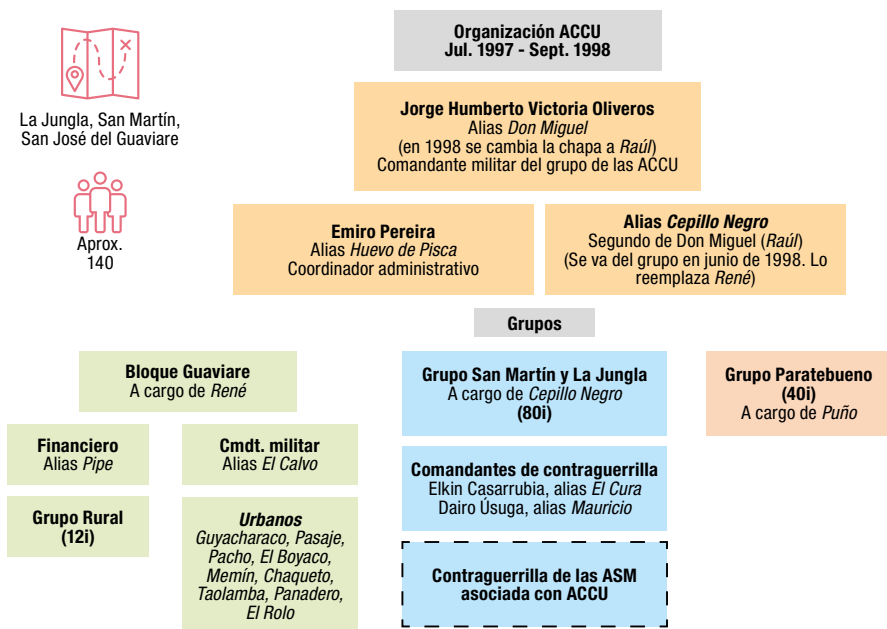 Organización ACCU
Jul. 1997 - Sept. 1998
La Jungla, San Martín,
San José del Guaviare
Aprox.
140
Jorge Humberto Victoria Oliveros
Alias Don Miguel
(en 1998 se cambia la chapa a Raúl)
Comandante militar del grupo de las ACCU
Emiro Pereira
Alias Huevo de Pisca
Coordinador administrativo
Alias Cepillo Negro
Segundo de Don Miguel (Raúl)
(Se va del grupo en junio de 1998. Lo
reemplaza René)
Grupos
Bloque Guaviare
A cargo de René
Financiero
Alias Pipe
Cmdt. militar
Alias El Calvo
Grupo Rural
(12i)
Urbanos
Guyacharaco, Pasaje,
Pacho, El Boyaco,
Memín, Chaqueto,
Taolamba, Panadero,
El Rolo
Grupo San Martín y La Jungla
A cargo de Cepillo Negro
(80i)
Comandantes de contraguerrilla
Elkin Casarrubia, alias El Cura
Dairo Úsuga, alias Mauricio
Contraguerrilla de las ASM
asociada con ACCU
Grupo Paratebueno
(40i)
A cargo de Puño